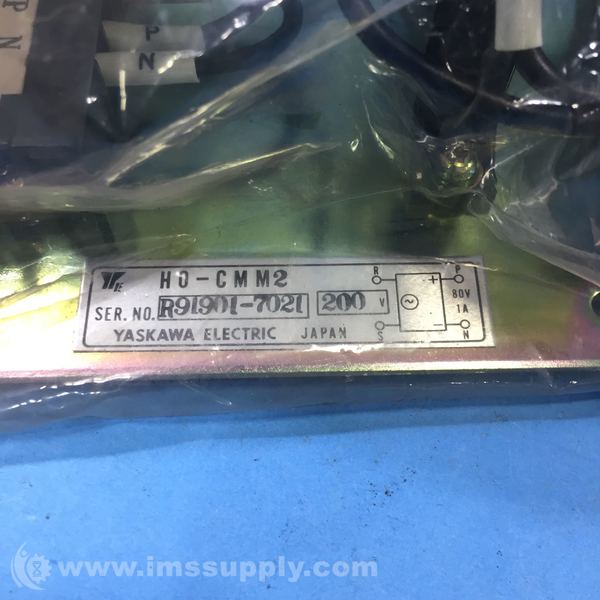 P N
P
N
HO-CMM2
SER. NO. R91901-7021 200 V
YASKAWA ELECTRIC JAPAN
R + P
80V
1A
S - N
www.imssupply.com